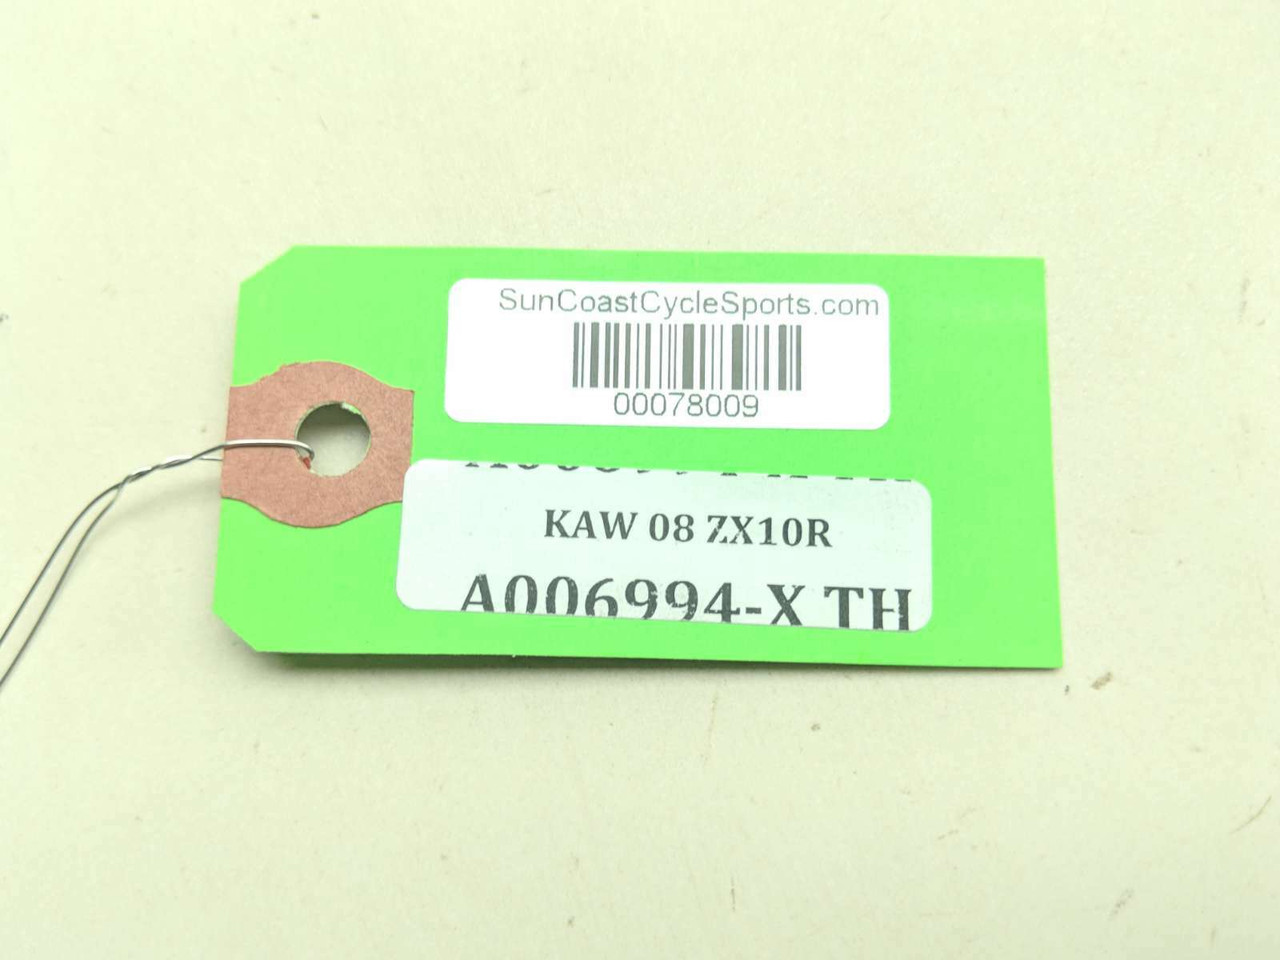 SunCoastCycleSports.com
00078009
KAW 08 ZX10R
A006994-X TH